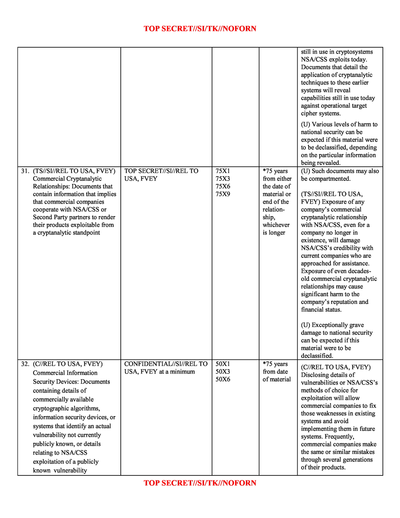 TOP SECRET//SI/TK//NOFORN
still in use in cryptosystems
NSA/CSS exploits today.
Documents that detail the
application of cryptanalytic
techniques to these earlier
systems will reveal
capabilities still in use today
against operational target
cipher systems.
(U) Various levels of harm to
national security can be
expected if this material were
to be declassified, depending
on the particular information
being revealed.
31. (TS//SI//REL TO USA, FVEY)
Commercial Cryptanalytic
Relationships: Documents that
contain information that implies
that commercial companies
cooperate with NSA/CSS or
Second Party partners to render
their products exploitable from
a cryptanalytic standpoint
TOP SECRET//SI//REL TO
USA, FVEY
75X1
75X3
75X6
75X9
*75 years
from either
the date of
material or
end of the
relation-
ship,
whichever
is longer
(U) Such documents may also
be compartmented.
(TS//SI//REL TO USA,
FVEY) Exposure of any
company's commercial
cryptanalytic relationship
with NSA/CSS, even for a
company no longer in
existence, will damage
NSA/CSS's credibility with
current companies who are
approached for assistance.
Exposure of even decades-
old commercial cryptanalytic
relationships may cause
significant harm to the
company's reputation and
financial status.
(U) Exceptionally grave
damage to national security
can be expected if this
material were to be
declassified.
32. (C//REL TO USA, FVEY)
Commercial Information
Security Devices: Documents
containing details of
commercially available
cryptographic algorithms,
information security devices, or
systems that identify an actual
vulnerability not currently
publicly known, or details
relating to NSA/CSS
exploitation of a publicly
known vulnerability
CONFIDENTIAL//SI//REL TO
USA, FVEY at a minimum
50X1
50X3
50X6
*75 years
from date
of material
(C//REL TO USA, FVEY)
Disclosing details of
vulnerabilities or NSA/CSS's
methods of choice for
exploitation will allow
commercial companies to fix
those weaknesses in existing
systems and avoid
implementing them in future
systems. Frequently,
commercial companies make
the same or similar mistakes
through several generations
of their products.
TOP SECRET//SI/TK//NOFORN